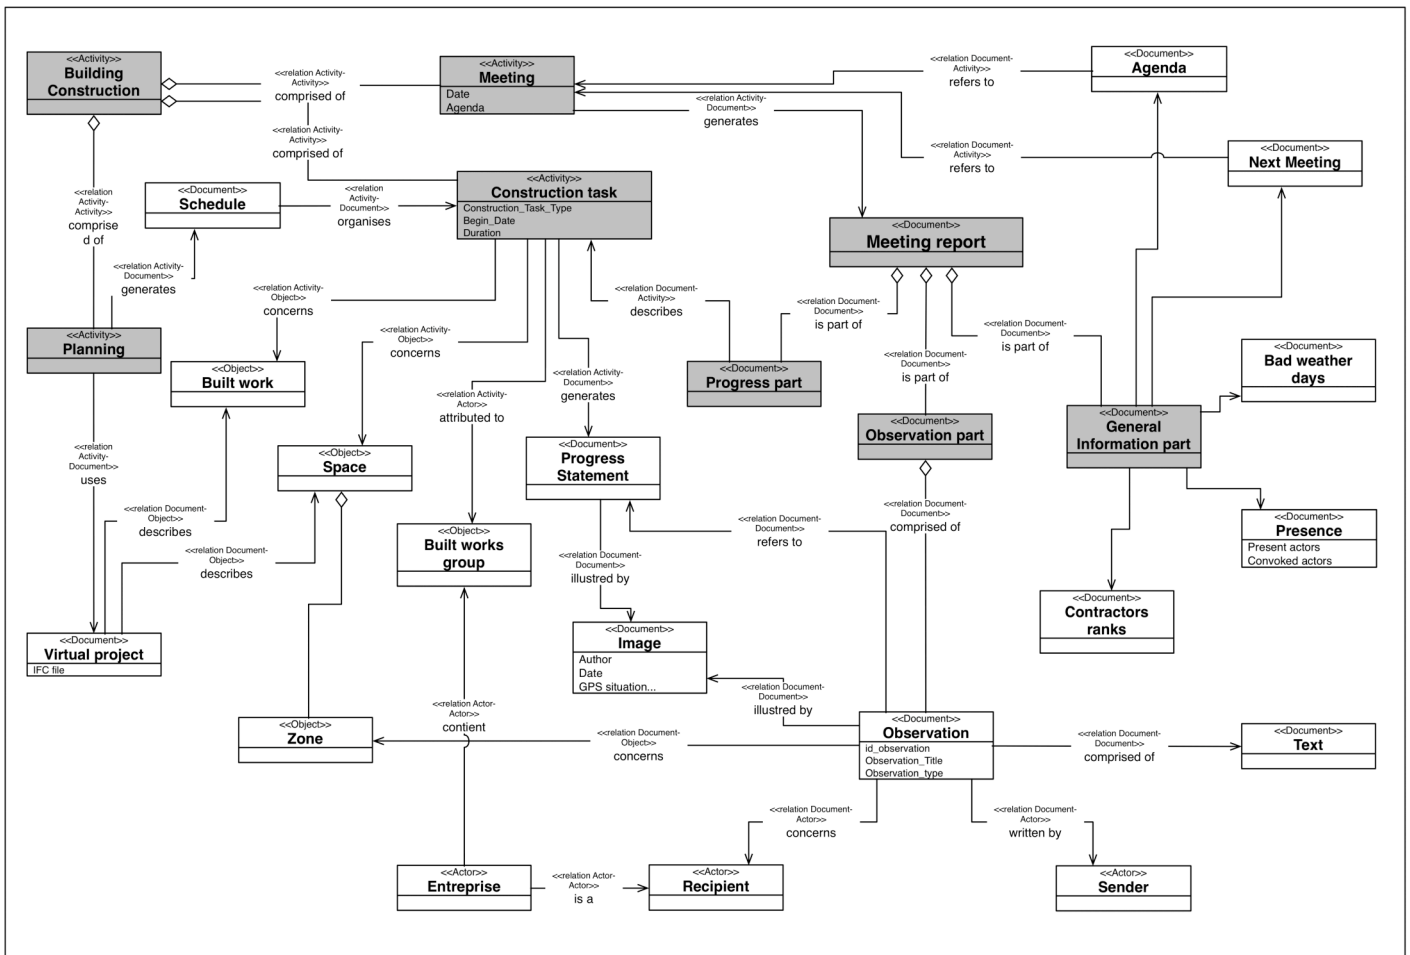 <<Activity>>
Building
Construction
<<relation Activity-
Activity>>
comprised of
<<Activity>>
Meeting
Date
Agenda
<<relation Document-
Activity>>
refers to
<<Document>>
Agenda
<<relation Activity-
Document>>
generates
<<relation Activity-
Activity>>
comprised of
<<relation Document-
Activity>>
refers to
<<Document>>
Next Meeting
<<relation
Activity-
Activity>>
comprise
d of
<<Document>>
Schedule
<<relation
Activity-
Document>>
organises
<<Activity>>
Construction task
Construction_Task_Type
Begin_Date
Duration
<<Document>>
Meeting report
<<relation Activity-
Document>>
generates
<<relation Activity-
Object>>
concerns
<<relation Document-
Activity>>
describes
<<relation Document-
Document>>
is part of
<<relation Document-
Document>>
is part of
<<Activity>>
Planning
<<relation Activity-
Object>>
concerns
<<Object>>
Built work
<<relation Activity-
Document>>
generates
<<Document>>
Progress part
<<relation Document-
Document>>
is part of
<<Document>>
Bad weather
days
<<relation Activity-
Actor>>
attributed to
<<Document>>
Observation part
<<Document>>
General
Information part
<<relation
Activity-
Document>>
uses
<<Object>>
Space
<<Document>>
Progress
Statement
<<relation Document-
Object>>
describes
<<relation Document-
Document>>
refers to
<<relation Document-
Document>>
comprised of
<<Document>>
Presence
Present actors
Convoked actors
<<relation Document-
Object>>
describes
<<Object>>
Built works
group
<<relation Document-
Document>>
illustred by
<<Document>>
Contractors
ranks
<<Document>>
Virtual project
IFC file
<<Document>>
Image
Author
Date
GPS situation...
<<relation Document-
Document>>
illustred by
<<relation Actor-
Actor>>
contient
<<Object>>
Zone
<<relation Document-
Object>>
concerns
<<Document>>
Observation
id_observation
Observation_Title
Observation_type
<<relation Document-
Document>>
comprised of
<<Document>>
Text
<<relation Document-
Actor>>
concerns
<<relation Document-
Actor>>
written by
<<Actor>>
Entreprise
<<relation Actor-
Actor>>
is a
<<Actor>>
Recipient
<<Actor>>
Sender